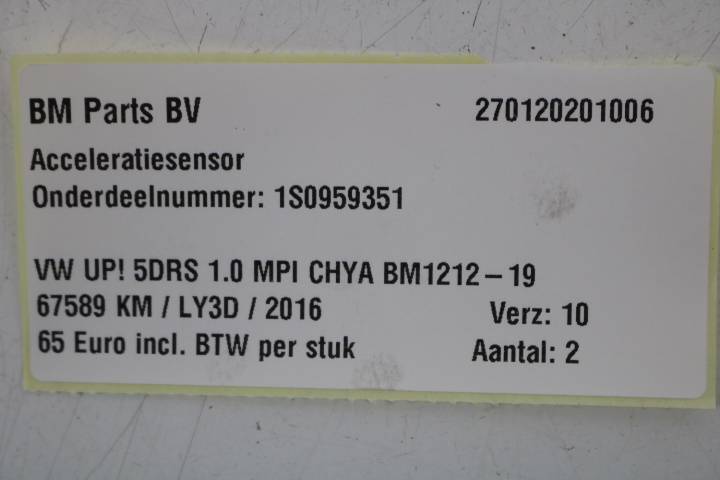 BM Parts BV 270120201006
Acceleratiesensor
Onderdeelnummer: 1S0959351
VW UP! 5DRS 1.0 MPI CHYA BM1212-19
67589 KM / LY3D / 2016 Verz: 10
65 Euro incl. BTW per stuk Aantal: 2